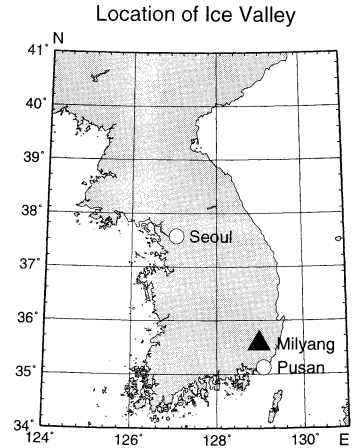 Location of Ice Valley
N
41°
40°
39°
38°
Seoul
37°
36°
Milyang
35°
Pusan
34°
124° 126° 128° 130° E